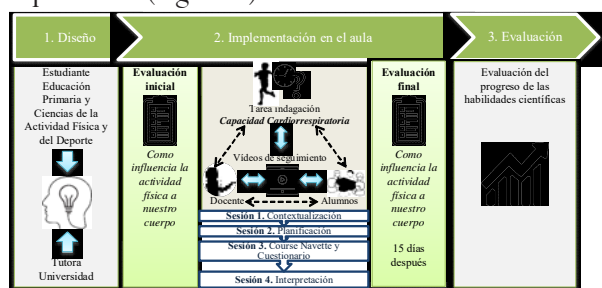 1. Diseño
2. Implementación en el aula
3. Evaluación
Estudiante
Educación
Primaria y
Ciencias de la
Actividad Física y
del Deporte
Tutora
Universidad
Evaluación
inicial
Como
influencia la
actividad
física a
nuestro
cuerpo
Tarea Indagación
Capacidad Cardiorrespiratoria
Vídeos de seguimiento
Docente
Alumnos
Sesión 1. Contextualización
Sesión 2. Planificación
Sesión 3. Course Navette y
Cuestionario
Sesión 4. Interpretación
Evaluación
final
Como
influencia la
actividad
física a
nuestro
cuerpo
15 días
después
Evaluación del
progreso de las
habilidades científicas